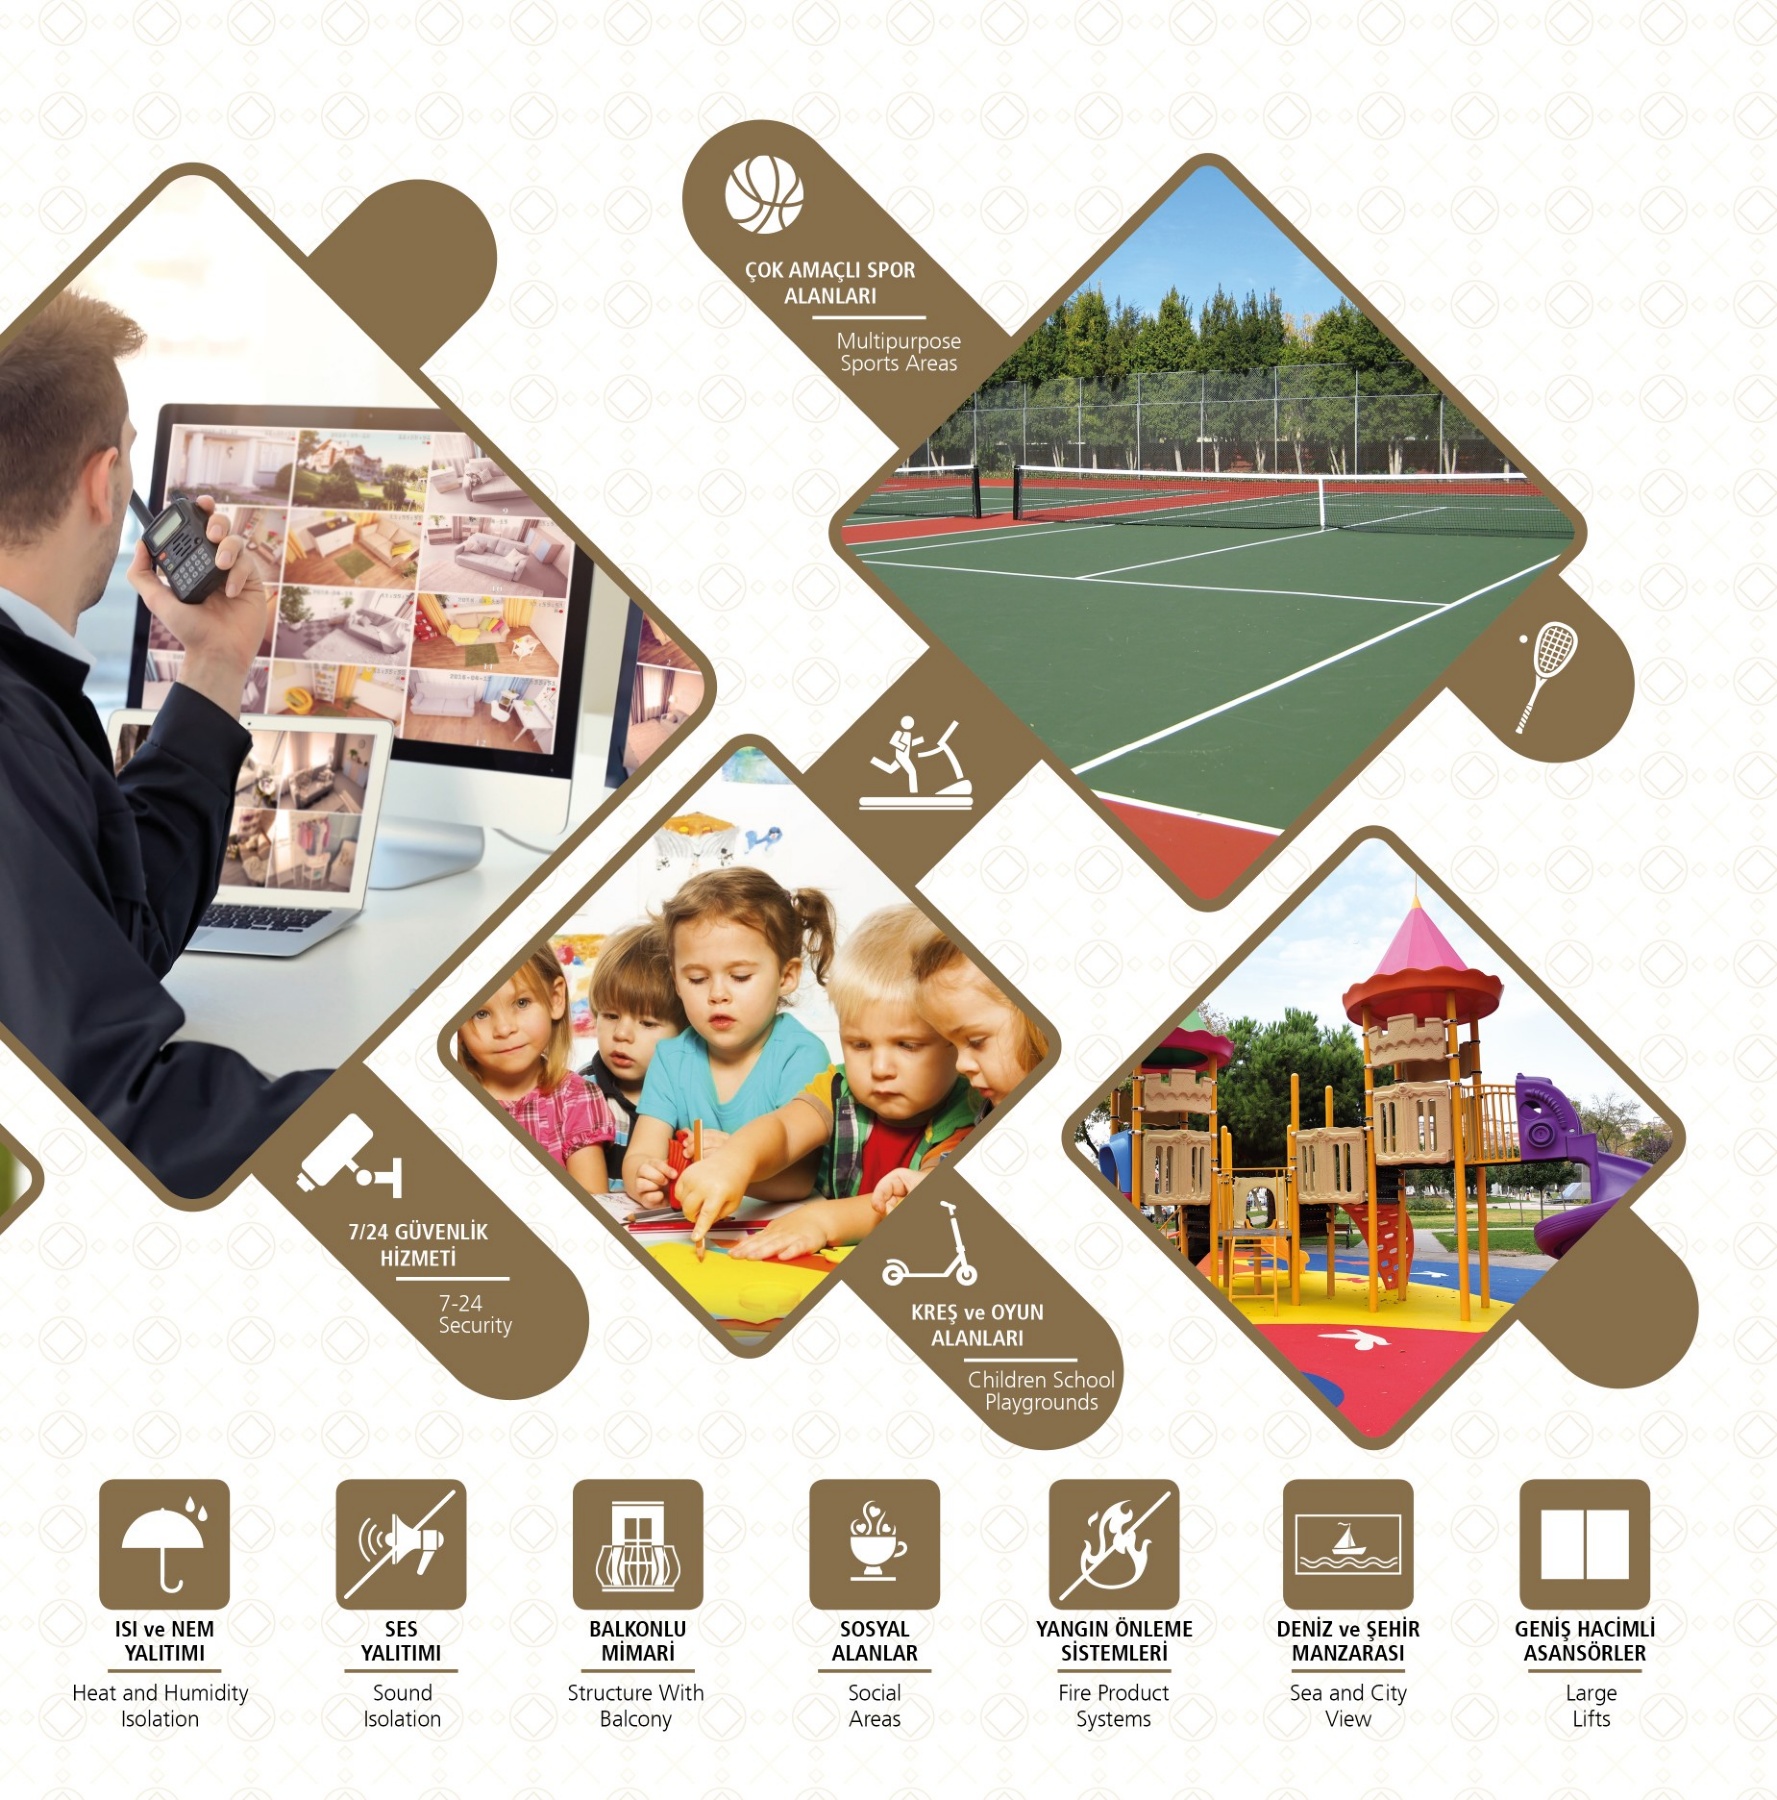 ÇOK AMAÇLI SPOR
ALANLARI
Multipurpose
Sports Areas
7/24 GÜVENLİK
HİZMETİ
7-24
Security
KREŞ ve OYUN
ALANLARI
Children School
Playgrounds
ISI ve NEM
YALITIMI
Heat and Humidity
Isolation
SES
YALITIMI
Sound
Isolation
BALKONLU
MİMARİ
Structure With
Balcony
SOSYAL
ALANLAR
Social
Areas
YANGIN ÖNLEME
SİSTEMLERİ
Fire Product
Systems
DENİZ ve ŞEHİR
MANZARASI
Sea and City
View
GENİŞ HACİMLİ
ASANSÖRLER
Large
Lifts